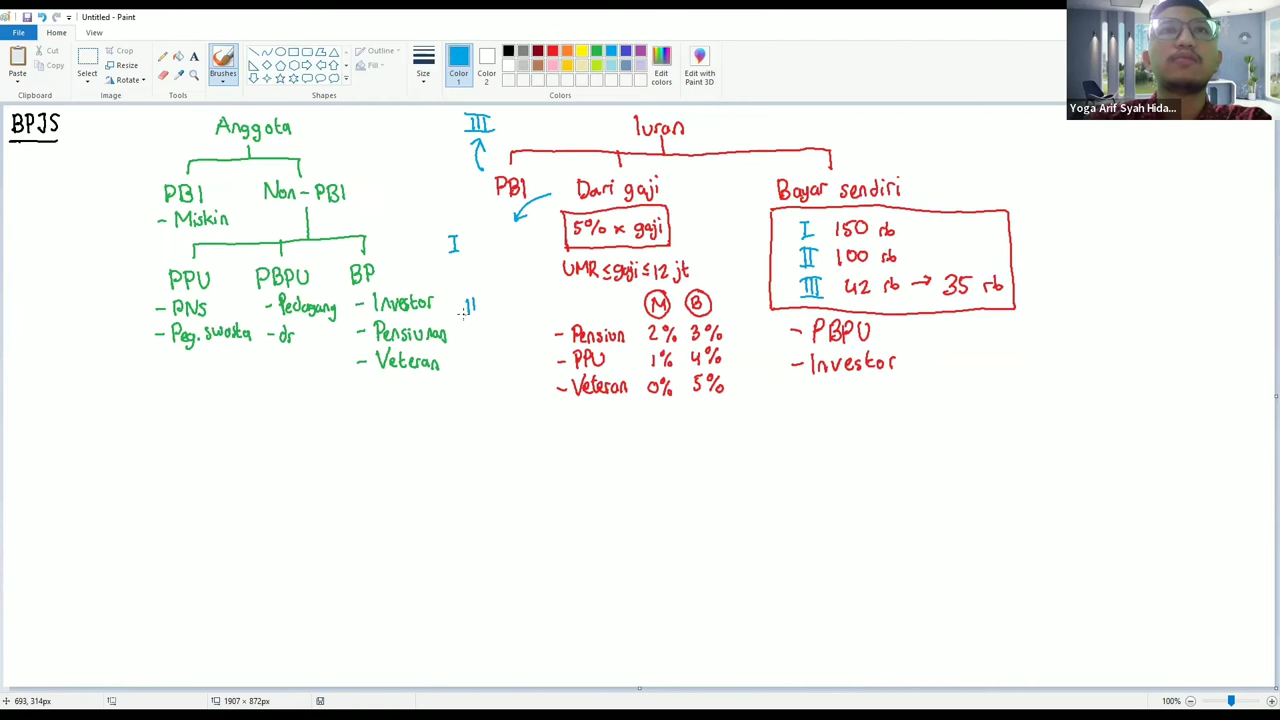 Untitled - Paint
File Home View
Paste
Cut
Copy
Clipboard
Select
Crop
Resize
Rotate
Image
Tools
Brushes
Shapes
Outline
Fill
Size
Color 1
Color 2
Edit colors
Colors
Edit with Paint 3D
Yoga Arif Syah Hida...
BPJS
Anggota
PBI Non-PBI
- Miskin
PPU PBPU BP
- PNS - Pedagang - Investor
- Peg. swasta - dr - Pensiunan
- Veteran
III
I
II
Iuran
PBI Dari gaji Bayar sendiri
5% x gaji
UMR ≤ gaji ≤ 12 jt
M B
- Pensiun 2% 3%
- PPU 1% 4%
- Veteran 0% 5%
I 150 rb
II 100 rb
III 42 rb → 35 rb
- PBPU
- Investor
693, 314px
1907 × 872px
100%